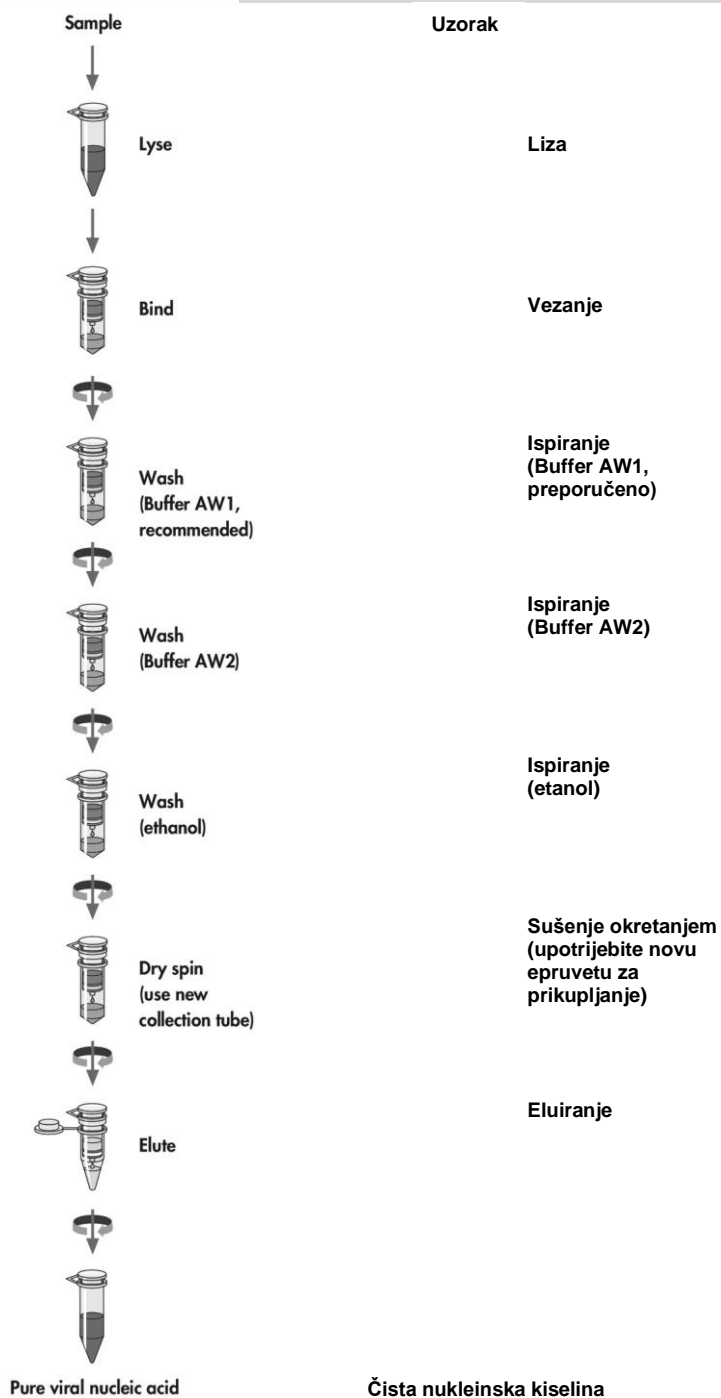 Sample
Uzorak
Lyse
Liza
Bind
Vezanje
Wash
(Buffer AW1,
recommended)
Ispiranje
(Buffer AW1,
preporučeno)
Wash
(Buffer AW2)
Ispiranje
(Buffer AW2)
Wash
(ethanol)
Ispiranje
(etanol)
Dry spin
(use new
collection tube)
Sušenje okretanjem
(upotrijebite novu
epruvetu za
prikupljanje)
Elute
Eluiranje
Pure viral nucleic acid
Čista nukleinska kiselina